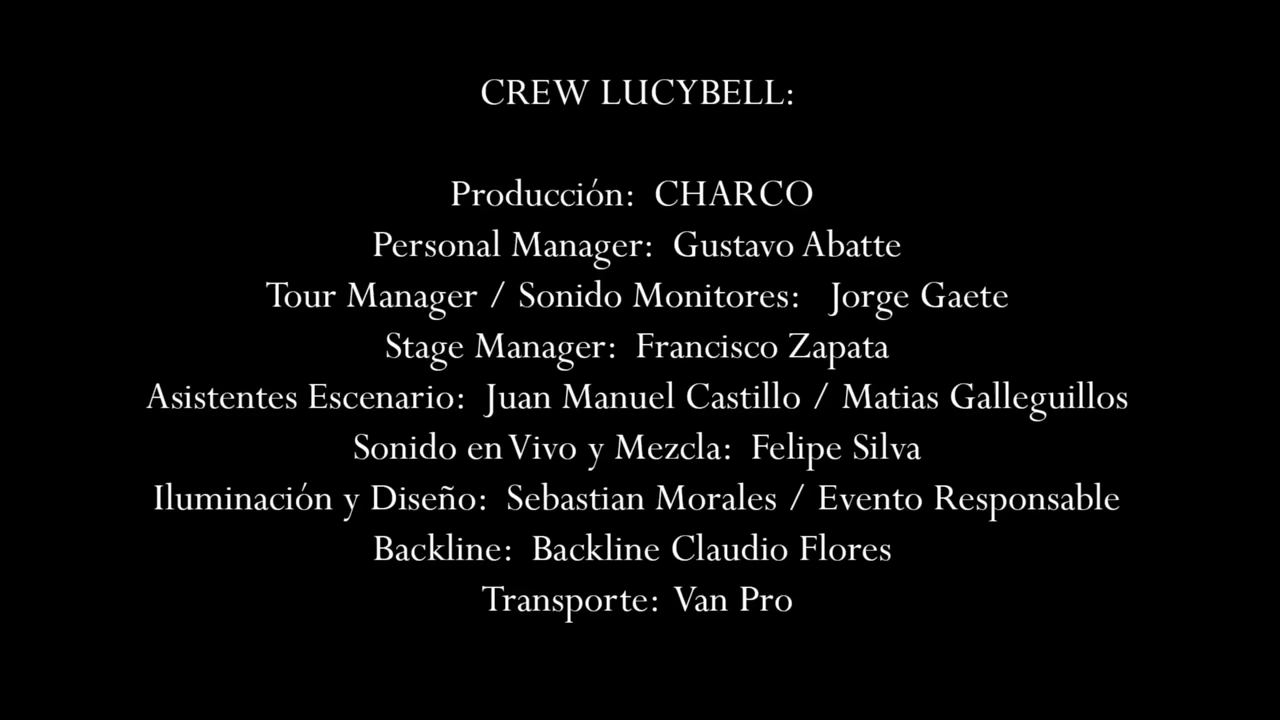 CREW LUCYBELL:
Producción: CHARCO
Personal Manager: Gustavo Abatte
Tour Manager / Sonido Monitores: Jorge Gaete
Stage Manager: Francisco Zapata
Asistentes Escenario: Juan Manuel Castillo / Matias Galleguillos
Sonido en Vivo y Mezcla: Felipe Silva
Iluminación y Diseño: Sebastian Morales / Evento Responsable
Backline: Backline Claudio Flores
Transporte: Van Pro